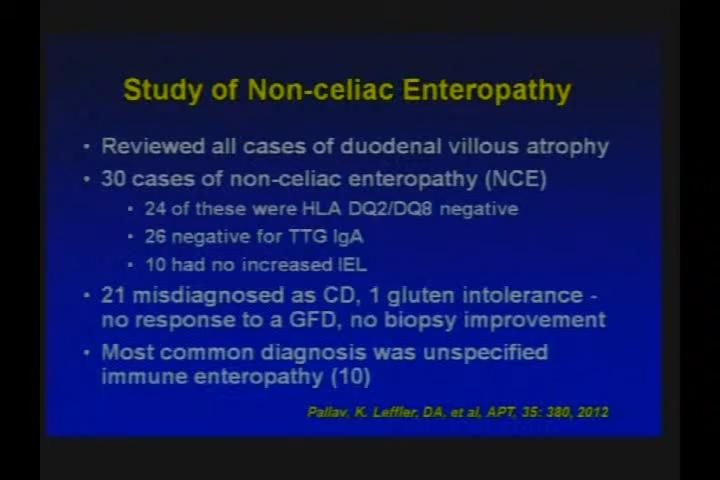 Study of Non-celiac Enteropathy
• Reviewed all cases of duodenal villous atrophy
• 30 cases of non-celiac enteropathy (NCE)
• 24 of these were HLA DQ2/DQ8 negative
• 26 negative for TTG IgA
• 10 had no increased IEL
• 21 misdiagnosed as CD, 1 gluten intolerance -
no response to a GFD, no biopsy improvement
• Most common diagnosis was unspecified
immune enteropathy (10)
Pallav, K. Leffler, DA, et al, APT, 35: 380, 2012